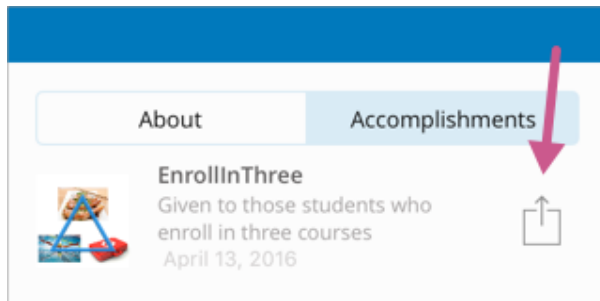 About
Accomplishments
EnrollInThree
Given to those students who
enroll in three courses
April 13, 2016